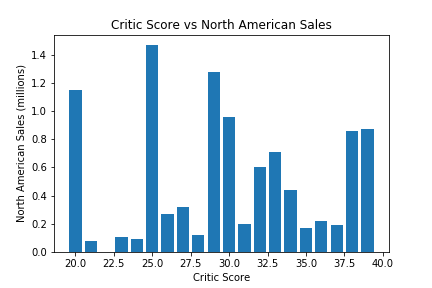 Critic Score vs North American Sales
North American Sales (millions)
1.4
1.2
1.0
0.8
0.6
0.4
0.2
0.0
20.0 22.5 25.0 27.5 30.0 32.5 35.0 37.5 40.0
Critic Score